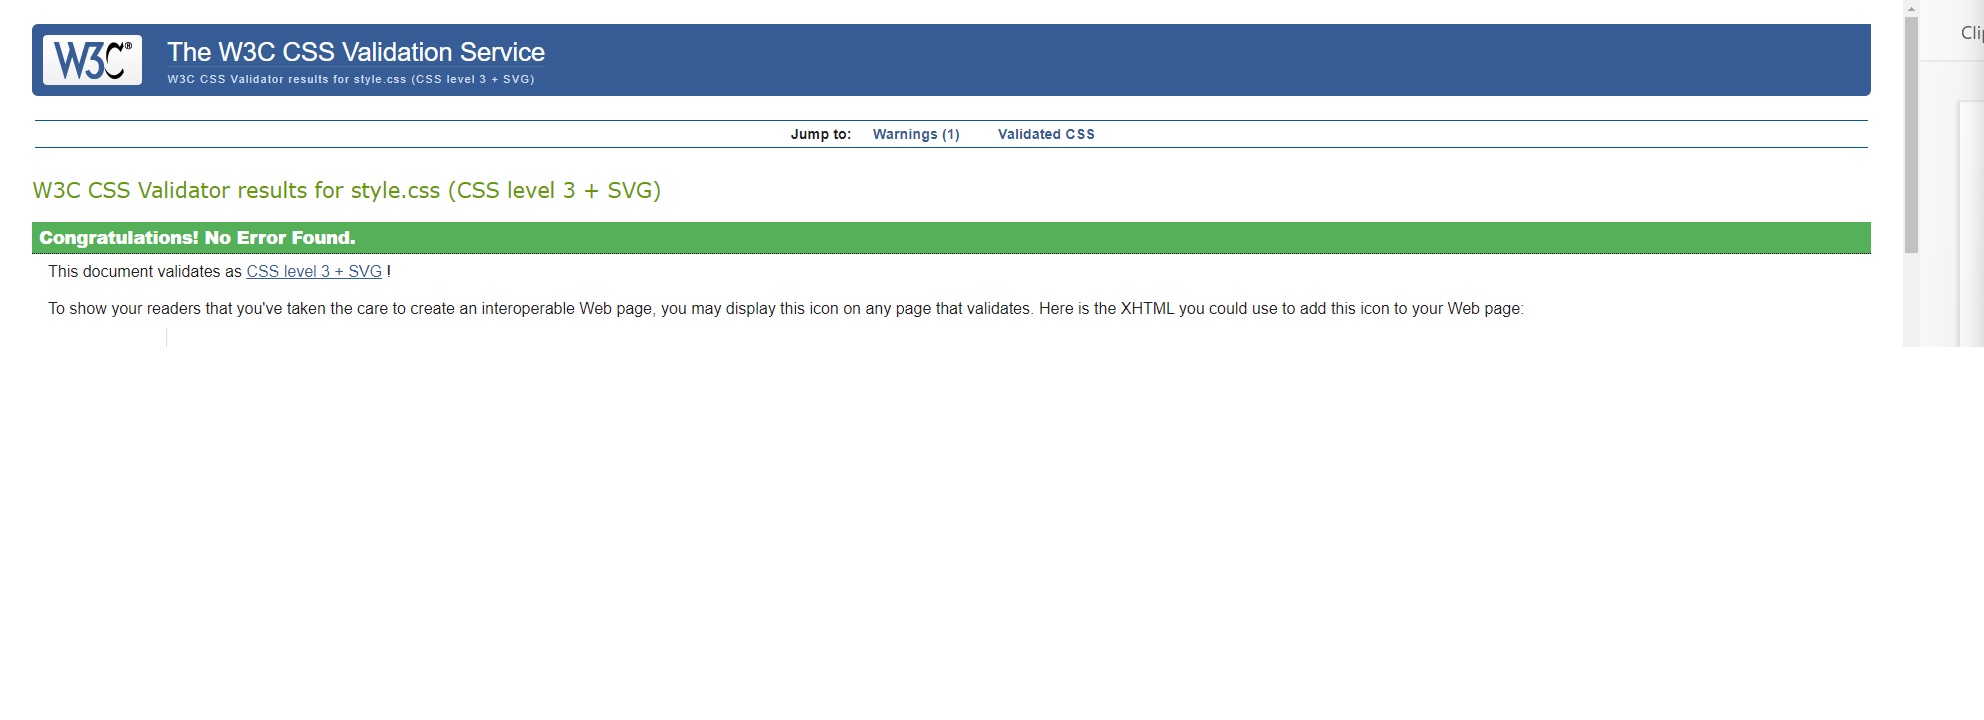 W3C®
The W3C CSS Validation Service
W3C CSS Validator results for style.css (CSS level 3 + SVG)
Jump to: Warnings (1) Validated CSS
W3C CSS Validator results for style.css (CSS level 3 + SVG)
Congratulations! No Error Found.
This document validates as CSS level 3 + SVG !
To show your readers that you've taken the care to create an interoperable Web page, you may display this icon on any page that validates. Here is the XHTML you could use to add this icon to your Web page: